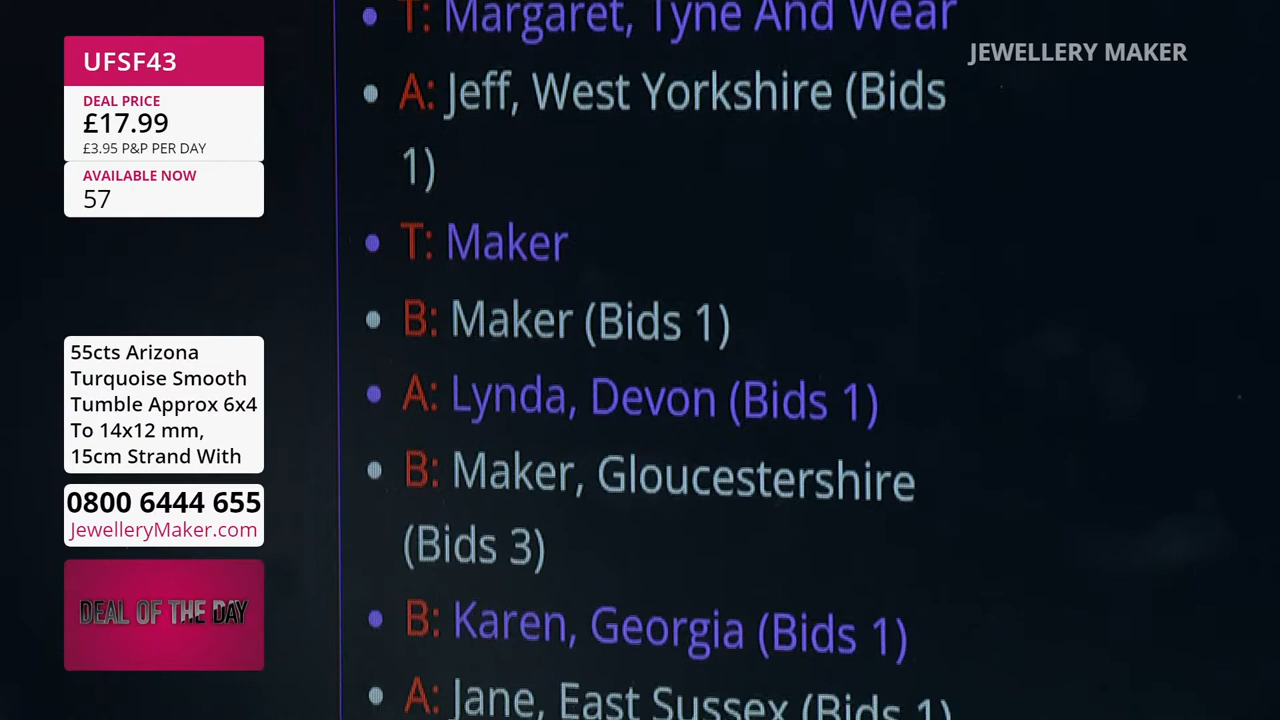 UFSF43
DEAL PRICE
£17.99
£3.95 P&P PER DAY
AVAILABLE NOW
57
55cts Arizona
Turquoise Smooth
Tumble Approx 6x4
To 14x12 mm,
15cm Strand With
0800 6444 655
JewelleryMaker.com
DEAL OF THE DAY
JEWELLERY MAKER
T: Margaret, Tyne And Wear
A: Jeff, West Yorkshire (Bids
1)
T: Maker
B: Maker (Bids 1)
A: Lynda, Devon (Bids 1)
B: Maker, Gloucestershire
(Bids 3)
B: Karen, Georgia (Bids 1)
A: Jane, East Sussex (Bids 1)